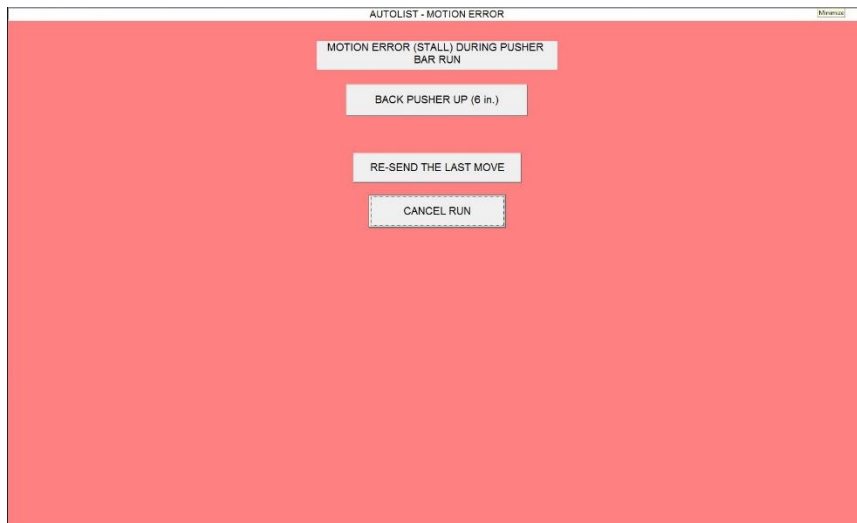 AUTOLIST - MOTION ERROR
Minimize
MOTION ERROR (STALL) DURING PUSHER
BAR RUN
BACK PUSHER UP (6 in.)
RE-SEND THE LAST MOVE
CANCEL RUN